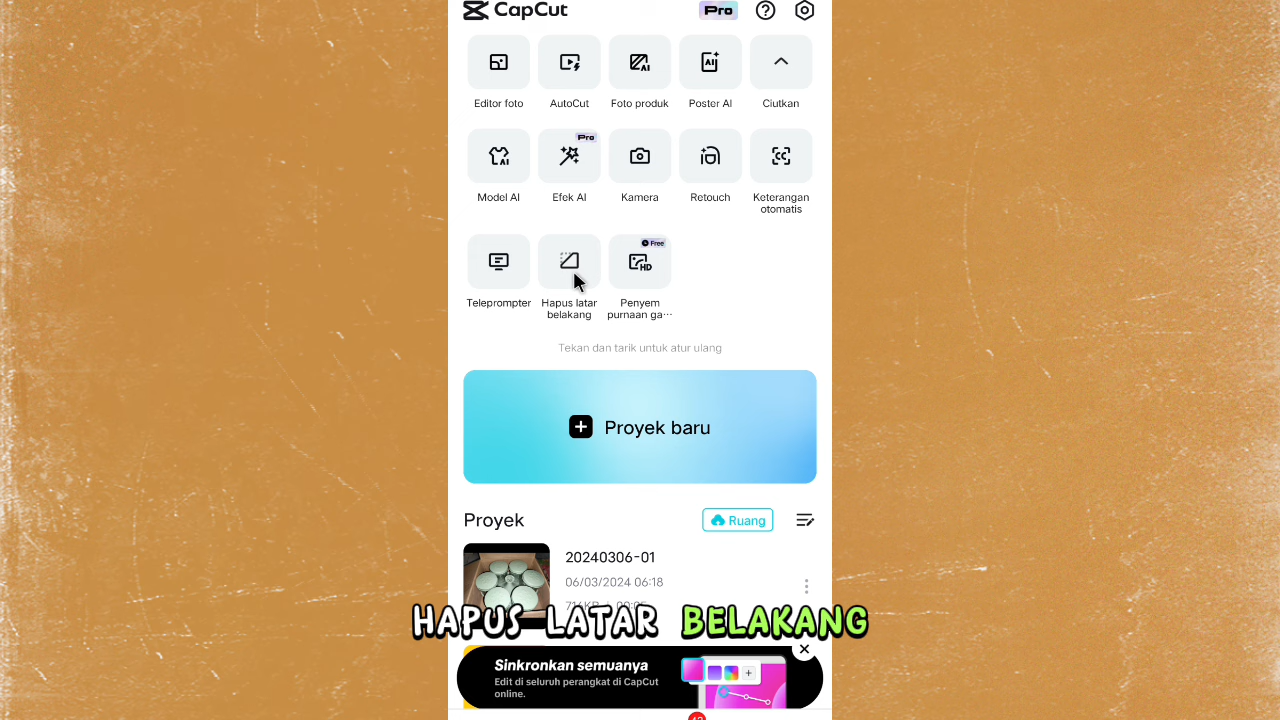 CapCut
Pro
Editor foto
AutoCut
Foto produk
Poster AI
Ciutkan
Pro
Model AI
Efek AI
Kamera
Retouch
Keterangan
otomatis
Free
Teleprompter
Hapus latar
belakang
Penyem
purnaan ga···
Tekan dan tarik untuk atur ulang
Proyek baru
Proyek
Ruang
20240306-01
06/03/2024 06:18
HAPUS LATAR BELAKANG
Sinkronkan semuanya
Edit di seluruh perangkat di CapCut
online.